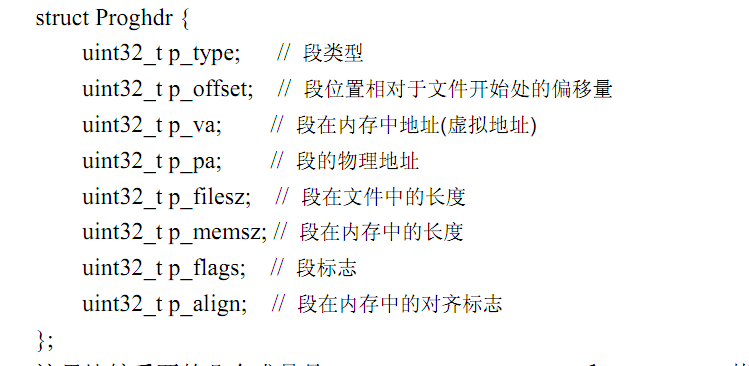 struct Proghdr {
uint32_t p_type; // 段类型
uint32_t p_offset; // 段位置相对于文件开始处的偏移量
uint32_t p_va; // 段在内存中地址(虚拟地址)
uint32_t p_pa; // 段的物理地址
uint32_t p_filesz; // 段在文件中的长度
uint32_t p_memsz; // 段在内存中的长度
uint32_t p_flags; // 段标志
uint32_t p_align; // 段在内存中的对齐标志
};